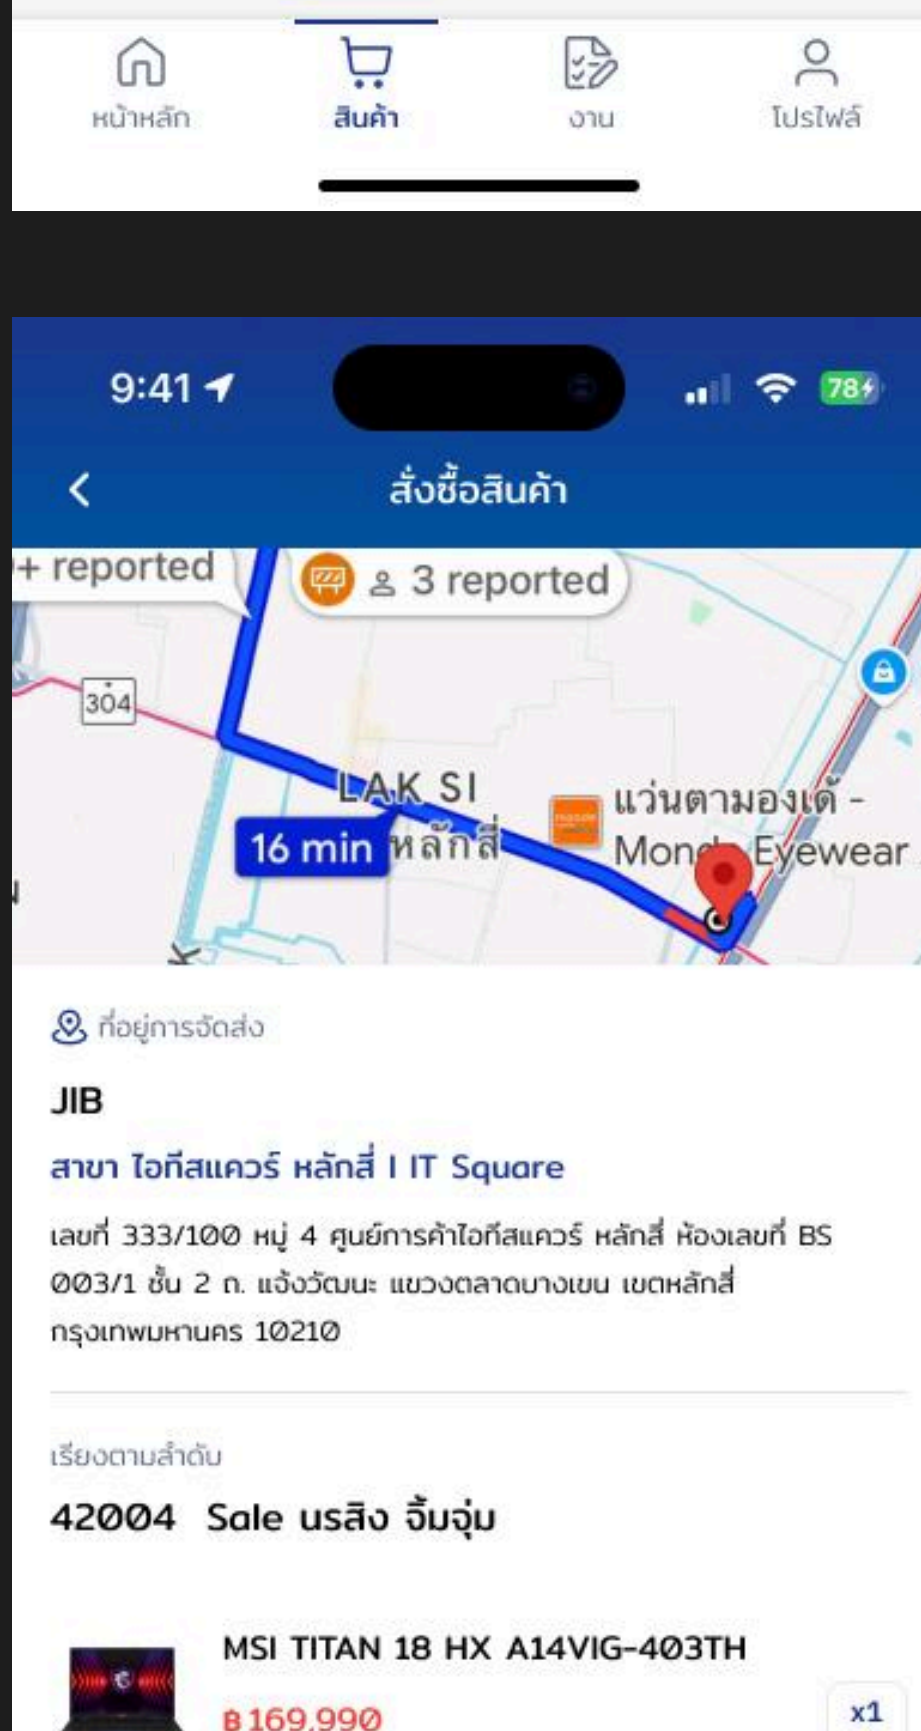 หน้าหลัก สินค้า งาน โปรไฟล์
9:41 78
สั่งซื้อสินค้า
+ reported 3 reported
304
LAK SI
หลักสี่
16 min
แว่นตามองเด้ -
Mondo Eyewear
ที่อยู่การจัดส่ง
JIB
สาขา ไอทีสแควร์ หลักสี่ I IT Square
เลขที่ 333/100 หมู่ 4 ศูนย์การค้าไอทีสแควร์ หลักสี่ ห้องเลขที่ BS
003/1 ชั้น 2 ถ. แจ้งวัฒนะ แขวงตลาดบางเขน เขตหลักสี่
กรุงเทพมหานคร 10210
เรียงตามลำดับ
42004 Sale นรสิง จิ้มจุ่ม
MSI TITAN 18 HX A14VIG-403TH
฿169,990
x1